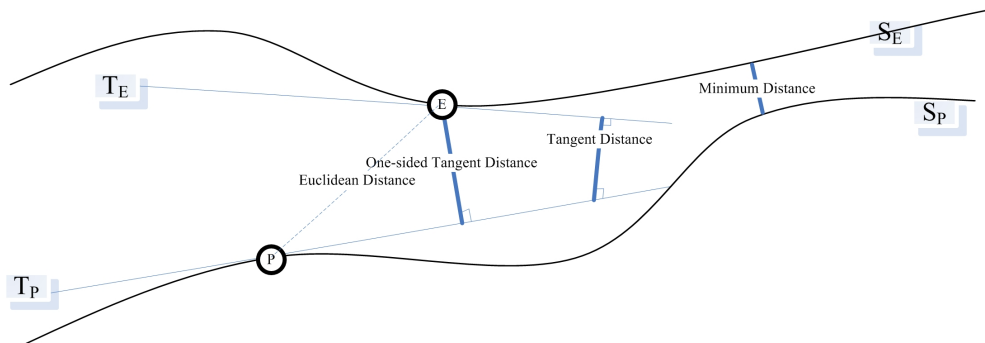 S_E
T_E
Minimum Distance
E
S_P
Tangent Distance
One-sided Tangent Distance
Euclidean Distance
P
T_P